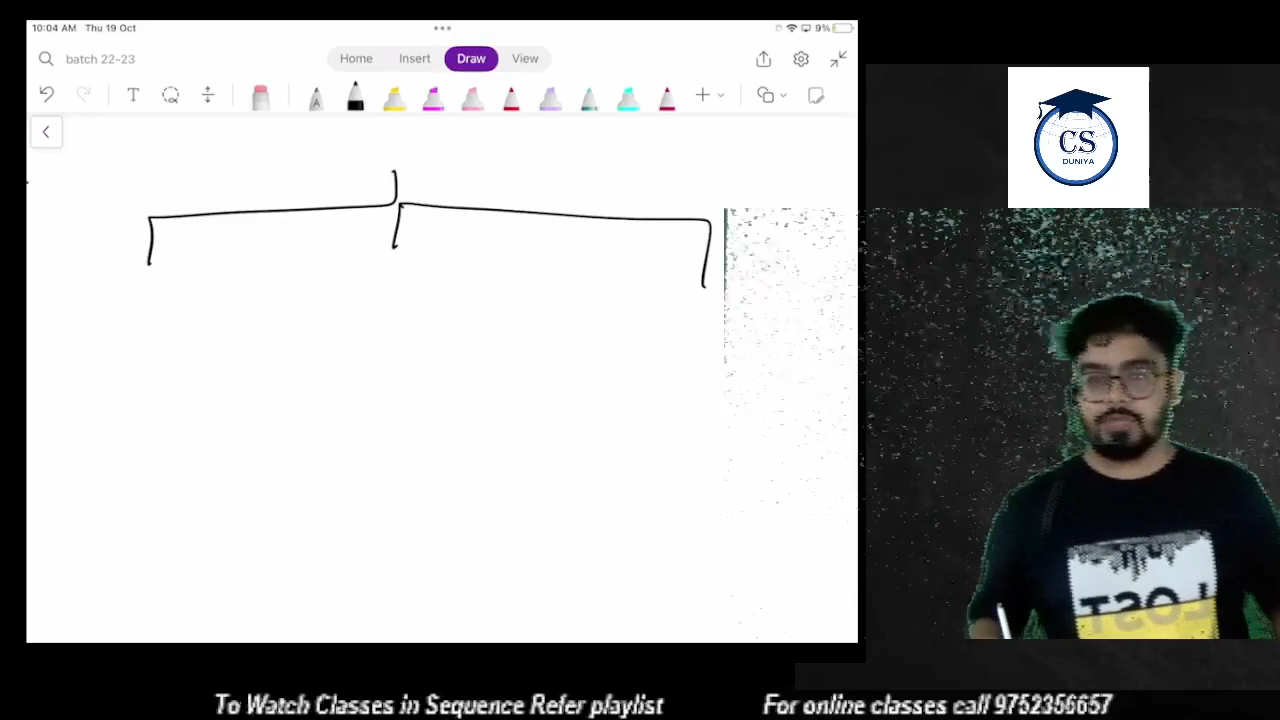 10:04 AM Thu 19 Oct
9%
batch 22-23
Home Insert Draw View
T
A
CS
DUNIYA
LOST
To Watch Classes in Sequence Refer playlist
For online classes call 9752356657